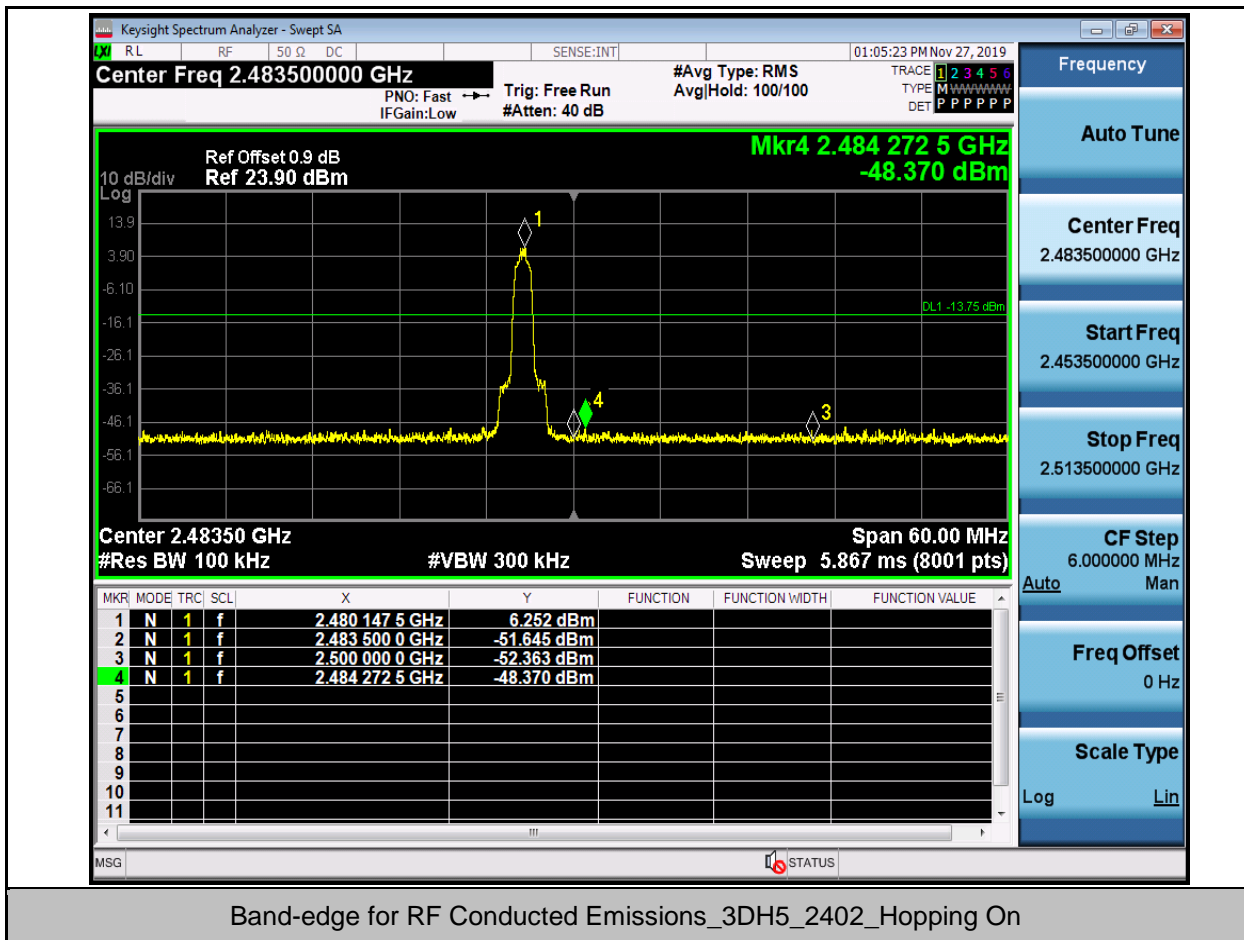 Keysight Spectrum Analyzer - Swept SA
LXI RL RF 50 Ω DC SENSE:INT 01:05:23 PM Nov 27, 2019
Center Freq 2.483500000 GHz
PNO: Fast
IFGain:Low
Trig: Free Run
#Atten: 40 dB
#Avg Type: RMS
Avg|Hold: 100/100
TRACE 1 2 3 4 5 6
TYPE M WWWWW
DET P P P P P P
Frequency
Auto Tune
Center Freq
2.483500000 GHz
Start Freq
2.453500000 GHz
Stop Freq
2.513500000 GHz
CF Step
6.000000 MHz
Auto Man
Freq Offset
0 Hz
Scale Type
Log Lin
Mkr4 2.484 272 5 GHz
-48.370 dBm
Ref Offset 0.9 dB
10 dB/div Ref 23.90 dBm
Log
13.9
3.90
-6.10
-16.1
-26.1
-36.1
-46.1
-56.1
-66.1
1
DL1 -13.75 dBm
4
3
Center 2.48350 GHz Span 60.00 MHz
#Res BW 100 kHz #VBW 300 kHz Sweep 5.867 ms (8001 pts)
MKR MODE TRC SCL X Y FUNCTION FUNCTION WIDTH FUNCTION VALUE
1 N 1 f 2.480 147 5 GHz 6.252 dBm
2 N 1 f 2.483 500 0 GHz -51.645 dBm
3 N 1 f 2.500 000 0 GHz -52.363 dBm
4 N 1 f 2.484 272 5 GHz -48.370 dBm
5
6
7
8
9
10
11
MSG STATUS
Band-edge for RF Conducted Emissions_3DH5_2402_Hopping On